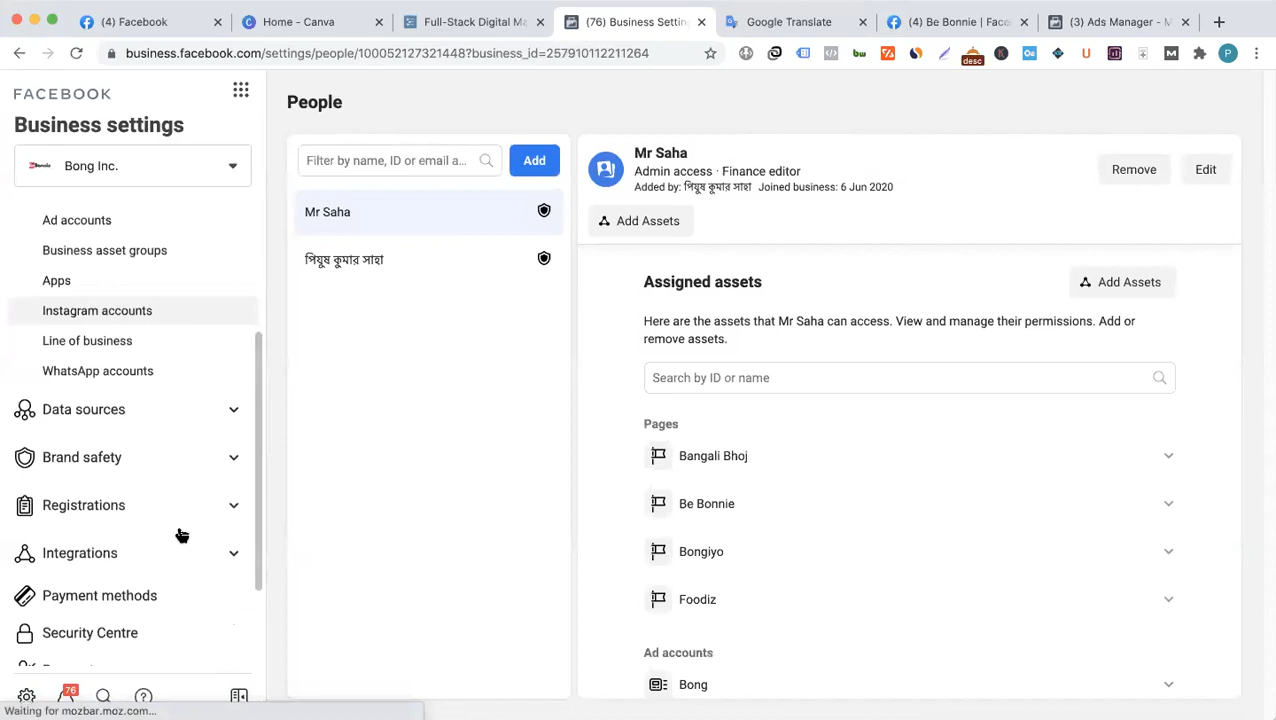 (4) Facebook
Home - Canva
Full-Stack Digital Ma
(76) Business Setting
Google Translate
(4) Be Bonnie | Face
(3) Ads Manager - M
business.facebook.com/settings/people/100052127321448?business_id=257910112211264
FACEBOOK
Business settings
Bong Inc.
Ad accounts
Business asset groups
Apps
Instagram accounts
Line of business
WhatsApp accounts
Data sources
Brand safety
Registrations
Integrations
Payment methods
Security Centre
76
Waiting for mozbar.moz.com...
People
Filter by name, ID or email a...
Add
Mr Saha
পিযুষ কুমার সাহা
Mr Saha
Admin access · Finance editor
Added by: পিযুষ কুমার সাহা Joined business: 6 Jun 2020
Remove
Edit
Add Assets
Assigned assets
Add Assets
Here are the assets that Mr Saha can access. View and manage their permissions. Add or
remove assets.
Search by ID or name
Pages
Bangali Bhoj
Be Bonnie
Bongiyo
Foodiz
Ad accounts
Bong